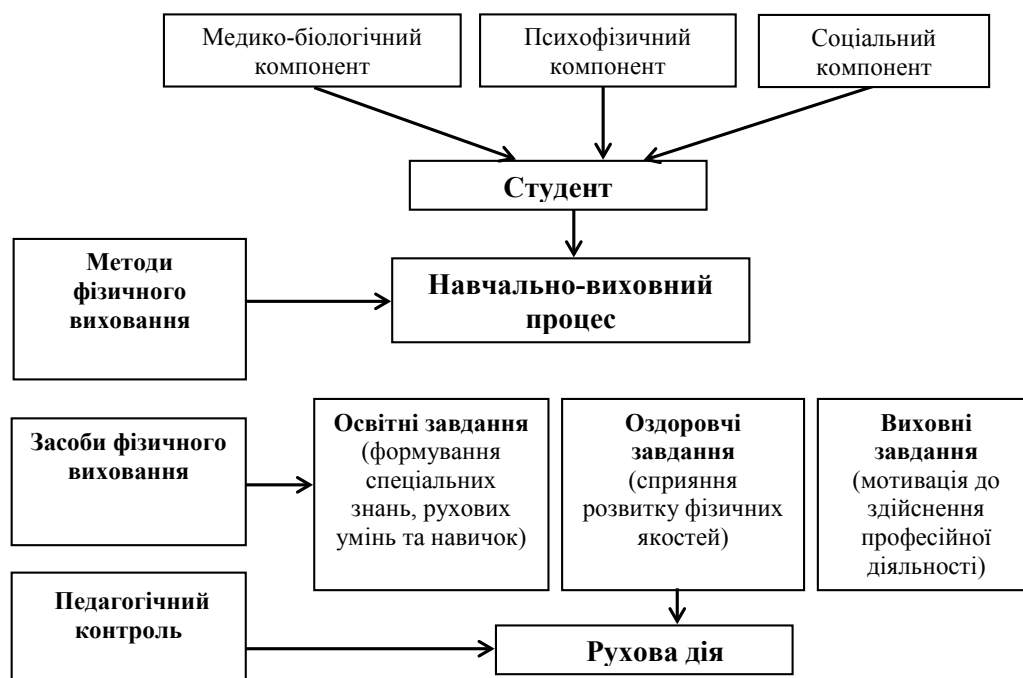 Медико-біологічний
компонент
Психофізичний
компонент
Соціальний
компонент
Студент
Методи
фізичного
виховання
Навчально-виховний
процес
Засоби фізичного
виховання
Освітні завдання
(формування
спеціальних
знань, рухових
умінь та навичок)
Оздоровчі
завдання
(сприяння
розвитку фізичних
якостей)
Виховні
завдання
(мотивація до
здійснення
професійної
діяльності)
Педагогічний
контроль
Рухова дія